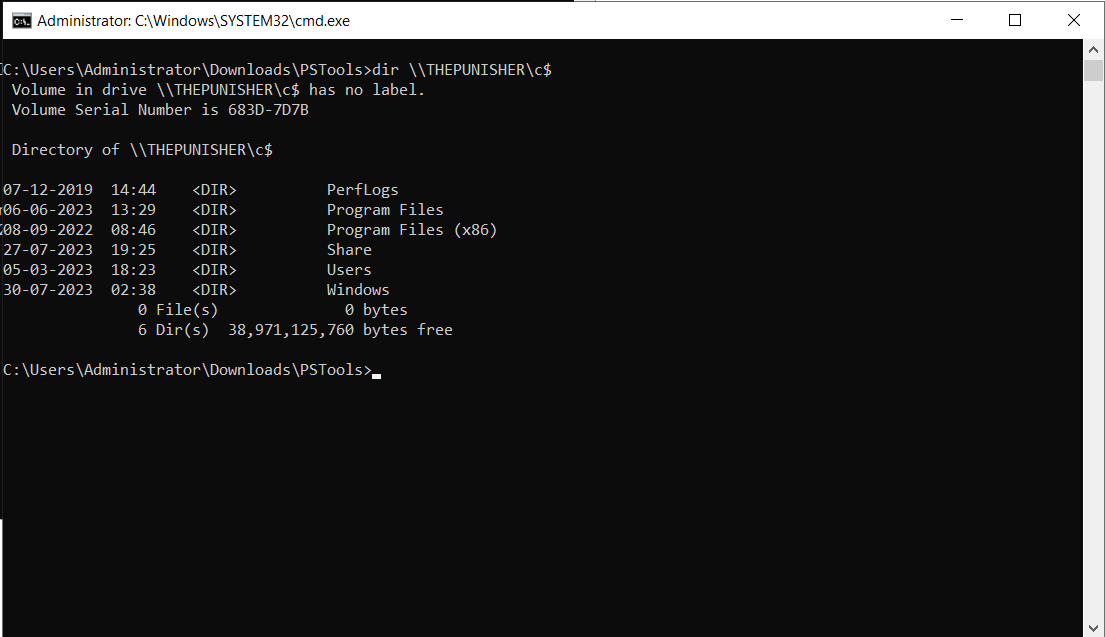 Administrator: C:\Windows\SYSTEM32\cmd.exe
C:\Users\Administrator\Downloads\PSTools>dir \\THEPUNISHER\c$
Volume in drive \\THEPUNISHER\c$ has no label.
Volume Serial Number is 683D-7D7B
Directory of \\THEPUNISHER\c$
07-12-2019  14:44    <DIR>          PerfLogs
06-06-2023  13:29    <DIR>          Program Files
08-09-2022  08:46    <DIR>          Program Files (x86)
27-07-2023  19:25    <DIR>          Share
05-03-2023  18:23    <DIR>          Users
30-07-2023  02:38    <DIR>          Windows
0 File(s)              0 bytes
6 Dir(s)  38,971,125,760 bytes free
C:\Users\Administrator\Downloads\PSTools>